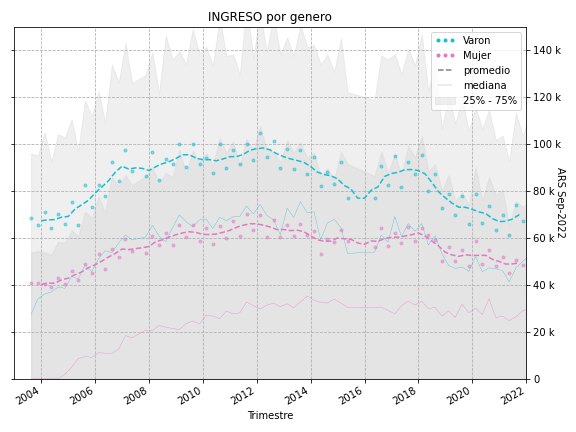 INGRESO por genero
Varon
Mujer
promedio
mediana
25% - 75%
140 k
120 k
100 k
80 k
60 k
40 k
20 k
0
ARS Sep-2022
2004
2006
2008
2010
2012
2014
2016
2018
2020
2022
Trimestre